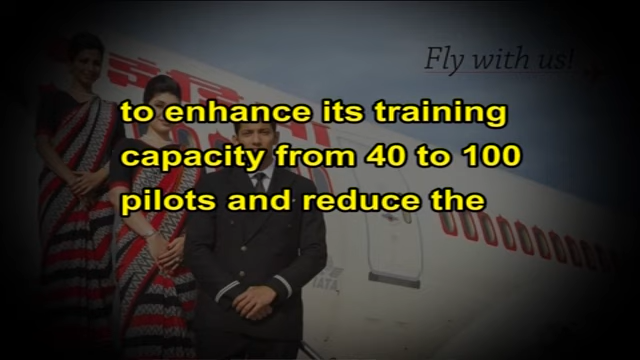 Fly with us!
to enhance its training
capacity from 40 to 100
pilots and reduce the